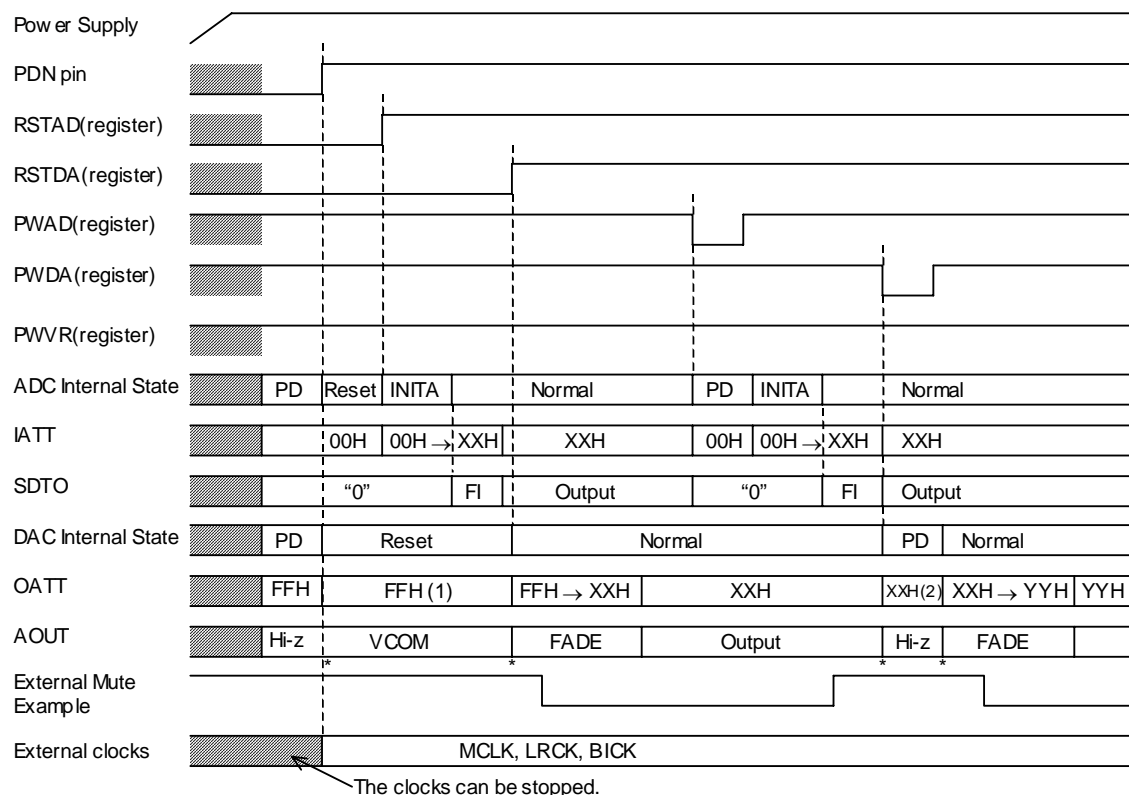 Power Supply
PDN pin
RSTAD(register)
RSTDA(register)
PWAD(register)
PWDA(register)
PWVR(register)
ADC Internal State PD Reset INITA Normal PD INITA Normal
IATT 00H 00H → XXH XXH 00H 00H → XXH XXH
SDTO “0” FI Output “0” FI Output
DAC Internal State PD Reset Normal PD Normal
OATT FFH FFH (1) FFH → XXH XXH XXH(2) XXH → YYH YYH
AOUT Hi-z VCOM FADE Output Hi-z FADE
* * * *
External Mute
Example
External clocks MCLK, LRCK, BICK
The clocks can be stopped.